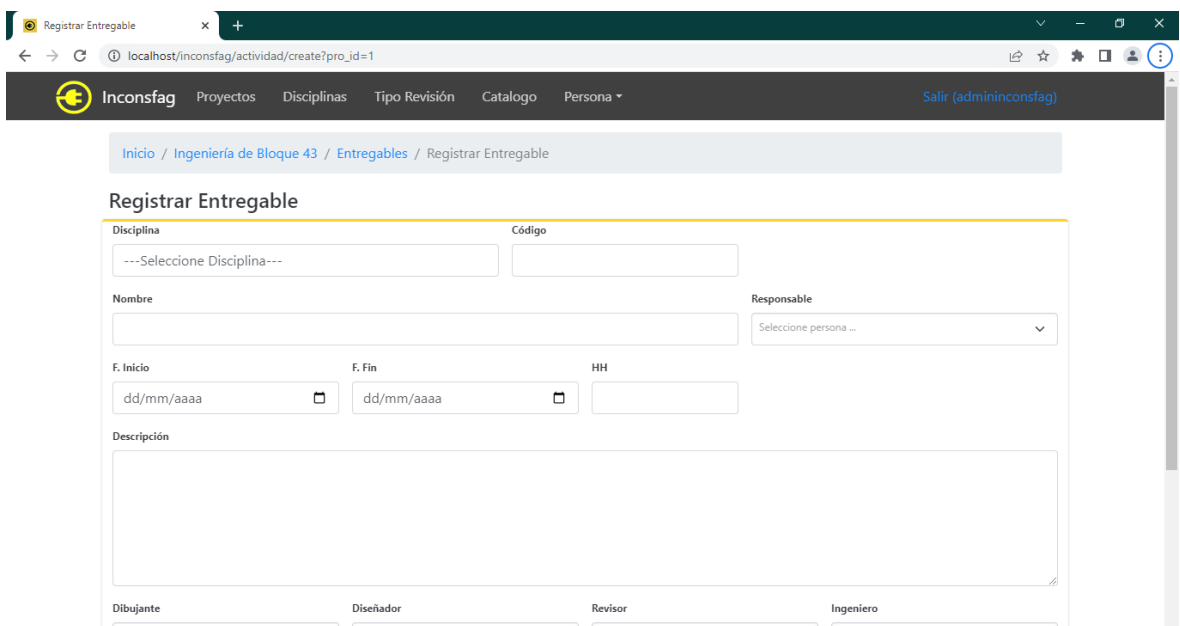 Registrar Entregable
localhost/inconsfag/actividad/create?pro_id=1
Inconsfag Proyectos Disciplinas Tipo Revisión Catalogo Persona Salir (admininconsfag)
Inicio / Ingeniería de Bloque 43 / Entregables / Registrar Entregable
Registrar Entregable
Disciplina Código
---Seleccione Disciplina---
Nombre Responsable
Seleccione persona ...
F. Inicio F. Fin HH
dd/mm/aaaa dd/mm/aaaa
Descripción
Dibujante Diseñador Revisor Ingeniero